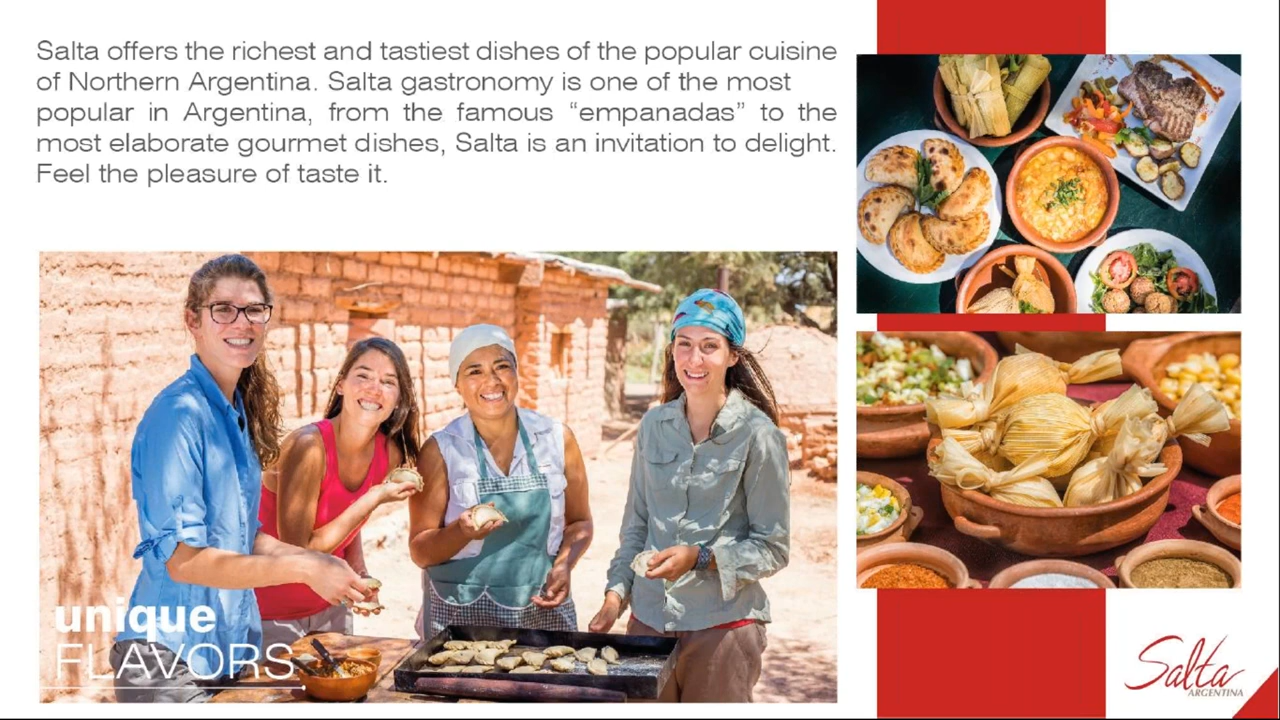 Salta offers the richest and tastiest dishes of the popular cuisine
of Northern Argentina. Salta gastronomy is one of the most
popular in Argentina, from the famous “empanadas” to the
most elaborate gourmet dishes, Salta is an invitation to delight.
Feel the pleasure of taste it.
unique
FLAVORS
Salta
ARGENTINA